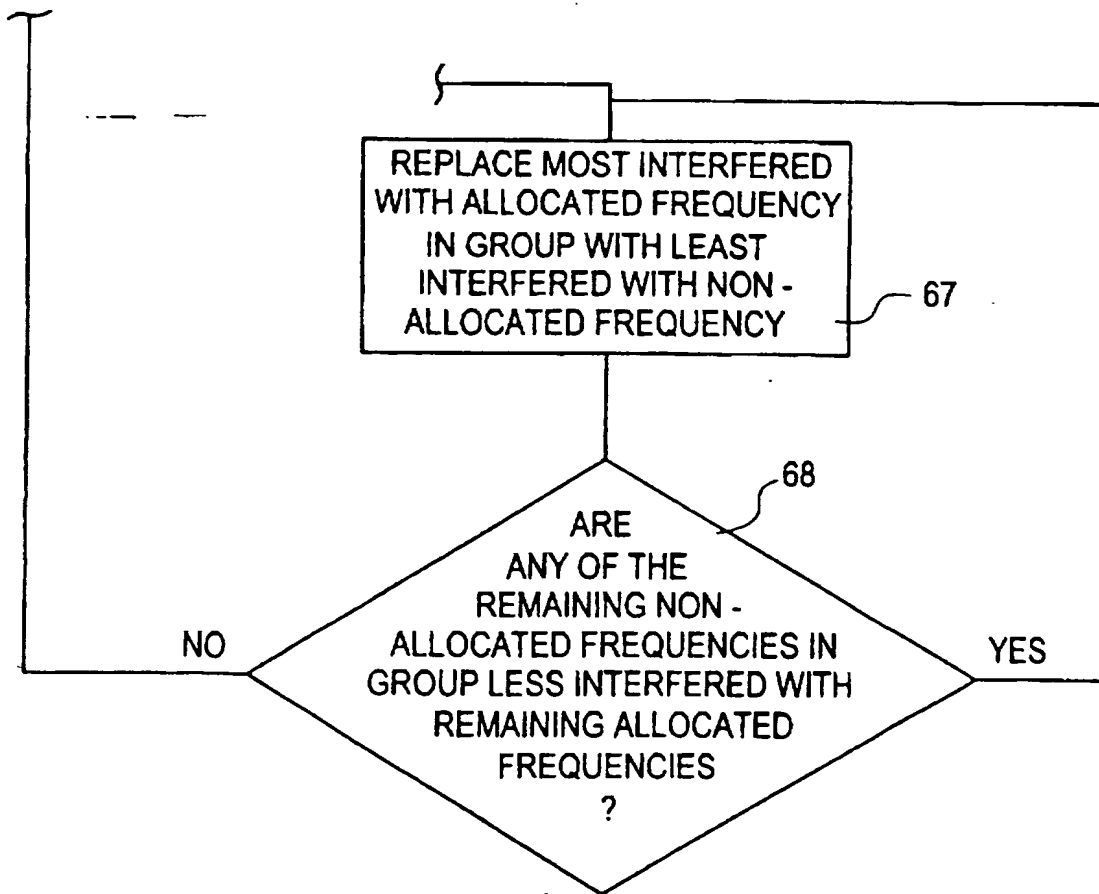 REPLACE MOST INTERFERED
WITH ALLOCATED FREQUENCY
IN GROUP WITH LEAST
INTERFERED WITH NON -
ALLOCATED FREQUENCY
67
68
ARE
ANY OF THE
REMAINING NON -
ALLOCATED FREQUENCIES IN
GROUP LESS INTERFERED WITH
REMAINING ALLOCATED
FREQUENCIES
?
NO
YES